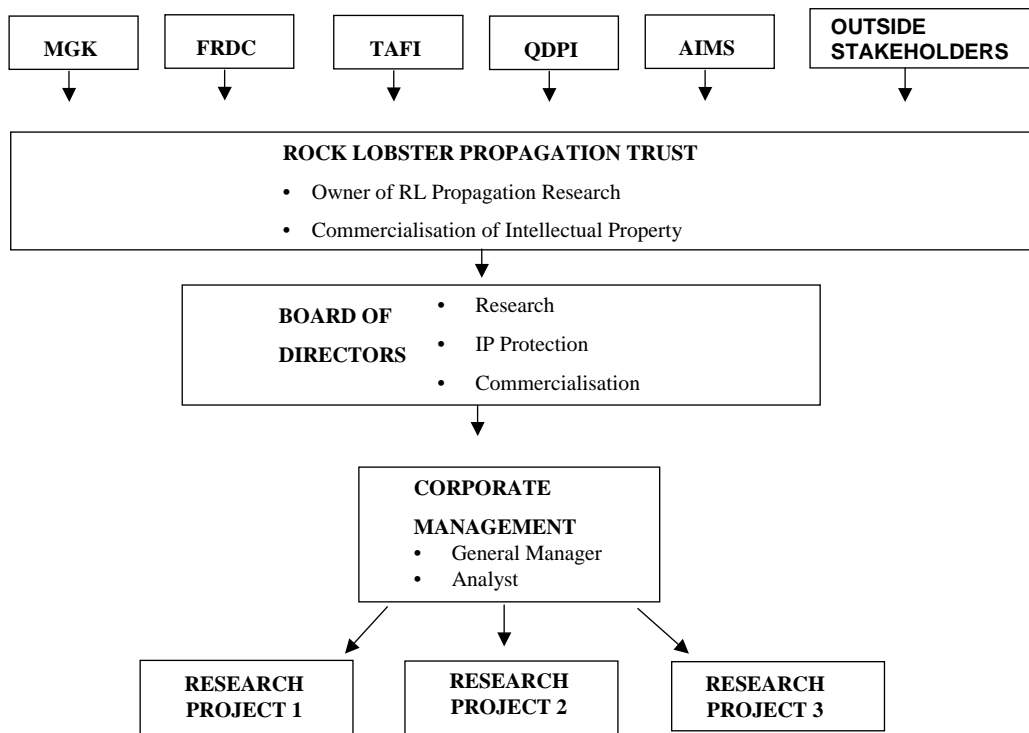 MGK
FRDC
TAFI
QDPI
AIMS
OUTSIDE
STAKEHOLDERS
ROCK LOBSTER PROPAGATION TRUST
• Owner of RL Propagation Research
• Commercialisation of Intellectual Property
BOARD OF
DIRECTORS
• Research
• IP Protection
• Commercialisation
CORPORATE
MANAGEMENT
• General Manager
• Analyst
RESEARCH
PROJECT 1
RESEARCH
PROJECT 2
RESEARCH
PROJECT 3